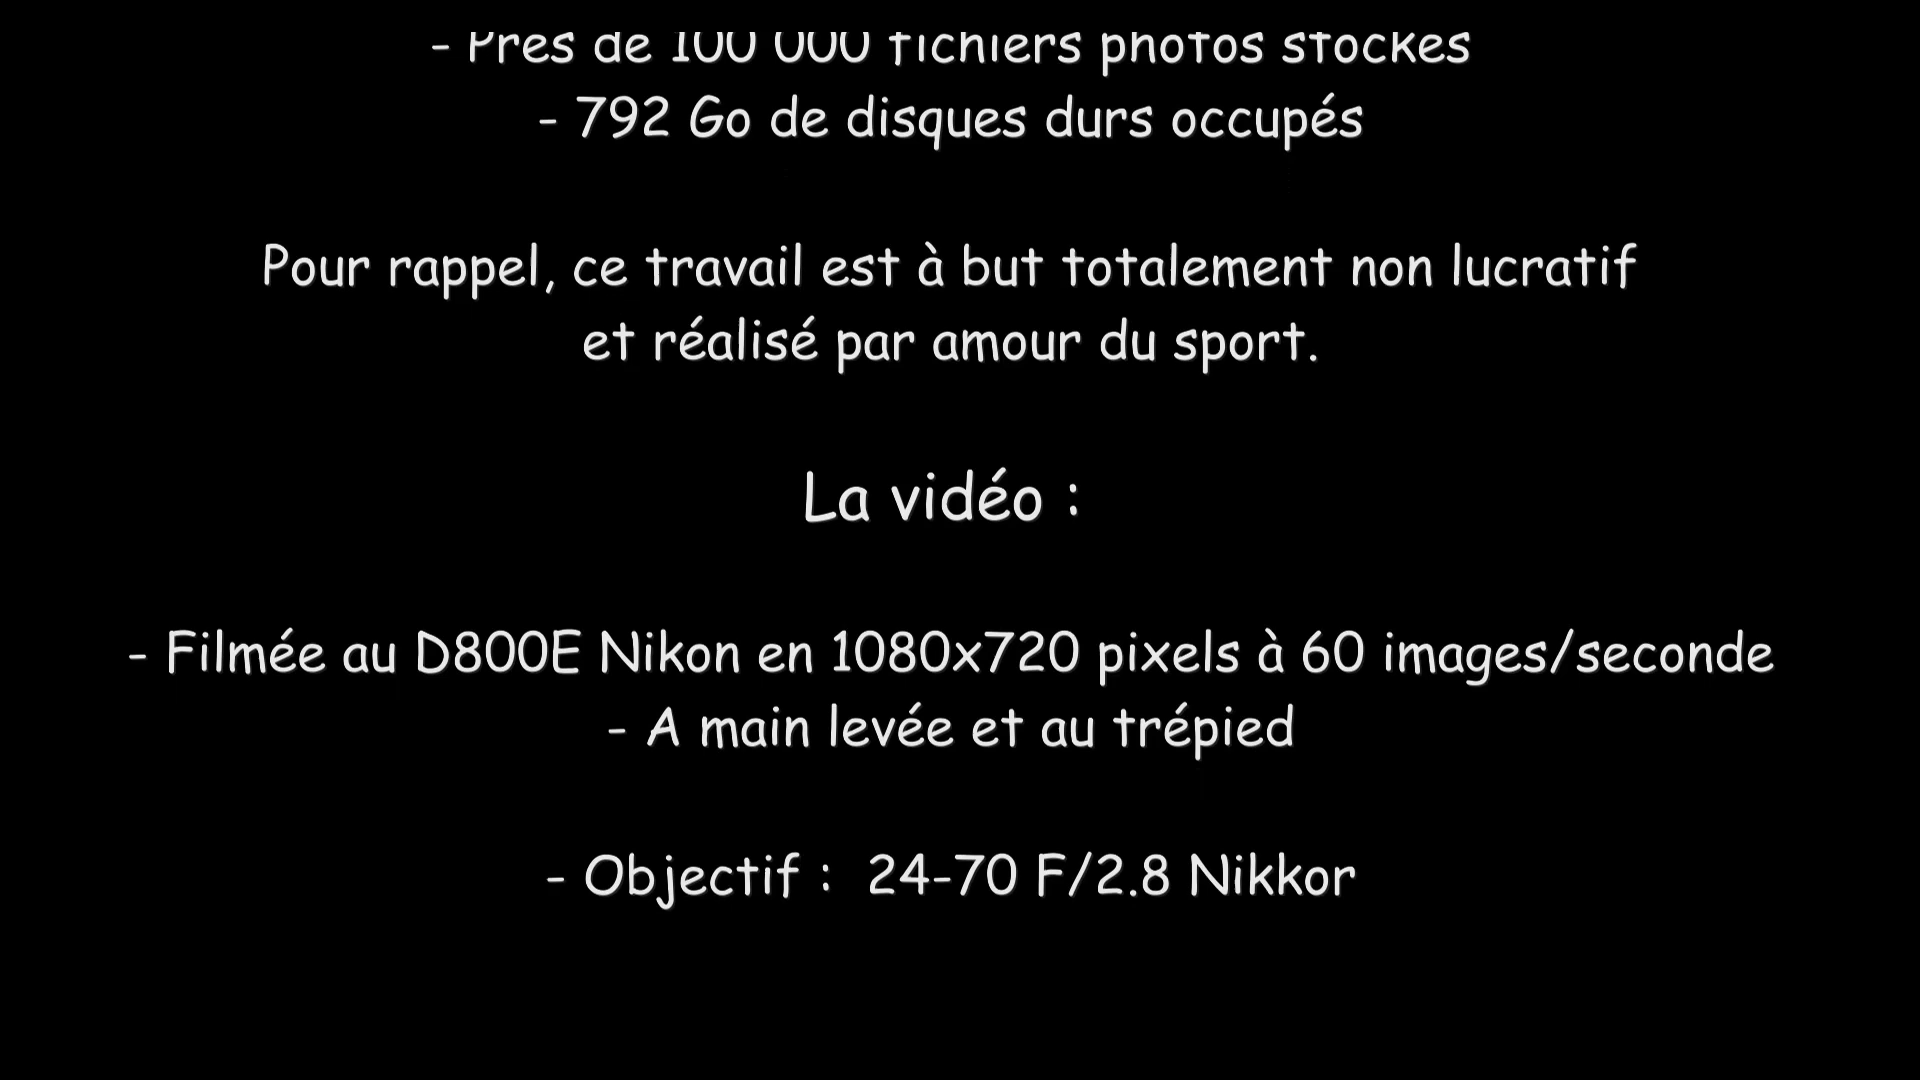 - Près de 100 000 fichiers photos stockés
- 792 Go de disques durs occupés
Pour rappel, ce travail est à but totalement non lucratif
et réalisé par amour du sport.
La vidéo :
- Filmée au D800E Nikon en 1080x720 pixels à 60 images/seconde
- A main levée et au trépied
- Objectif :  24-70 F/2.8 Nikkor